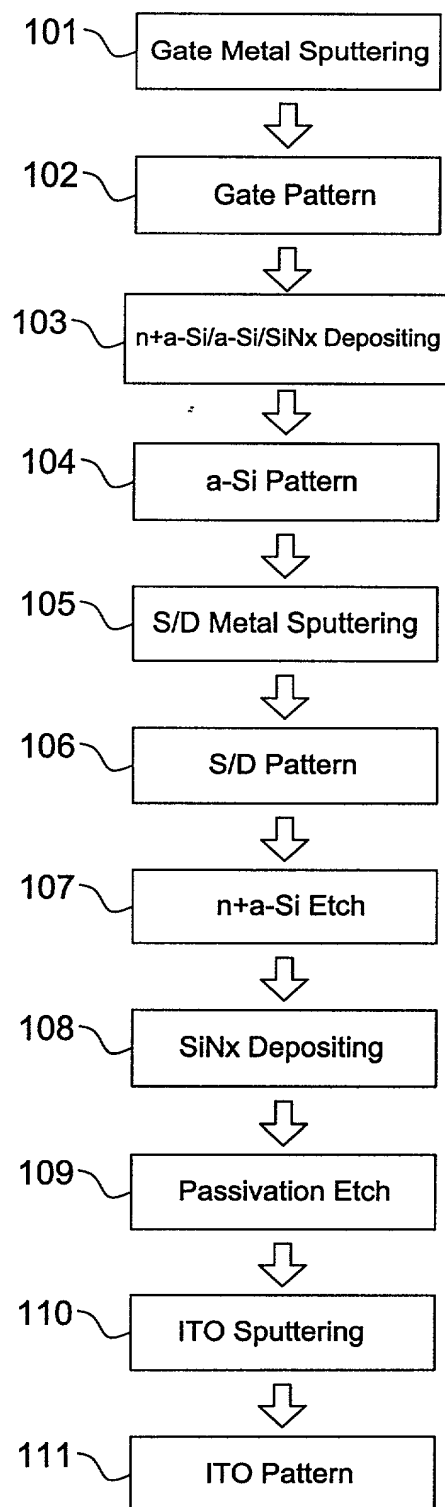 101
Gate Metal Sputtering
102
Gate Pattern
103
n+a-Si/a-Si/SiNx Depositing
104
a-Si Pattern
105
S/D Metal Sputtering
106
S/D Pattern
107
n+a-Si Etch
108
SiNx Depositing
109
Passivation Etch
110
ITO Sputtering
111
ITO Pattern